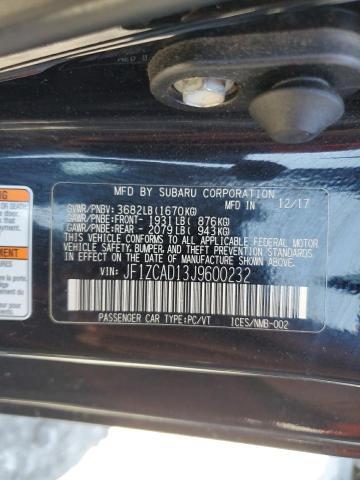 MFD BY SUBARU CORPORATION IN 12/17
GVWR/PNBV: 3682LB(1670KG)
GAWR/PNBE:FRONT- 1931LB( 876KG)
GAWR/PNBE:REAR - 2079LB( 943KG)
THIS VEHICLE CONFORMS TO ALL APPLICABLE FEDERAL
MOTOR VEHICLE SAFETY, BUMPER, AND THEFT PREVENTION STANDARDS
IN EFFECT ON THE DATE OF MANUFACTURE SHOWN ABOVE.
VIN: JF1ZCAD13J9600232
PASSENGER CAR TYPE:PC/VT ICES/NMB-002